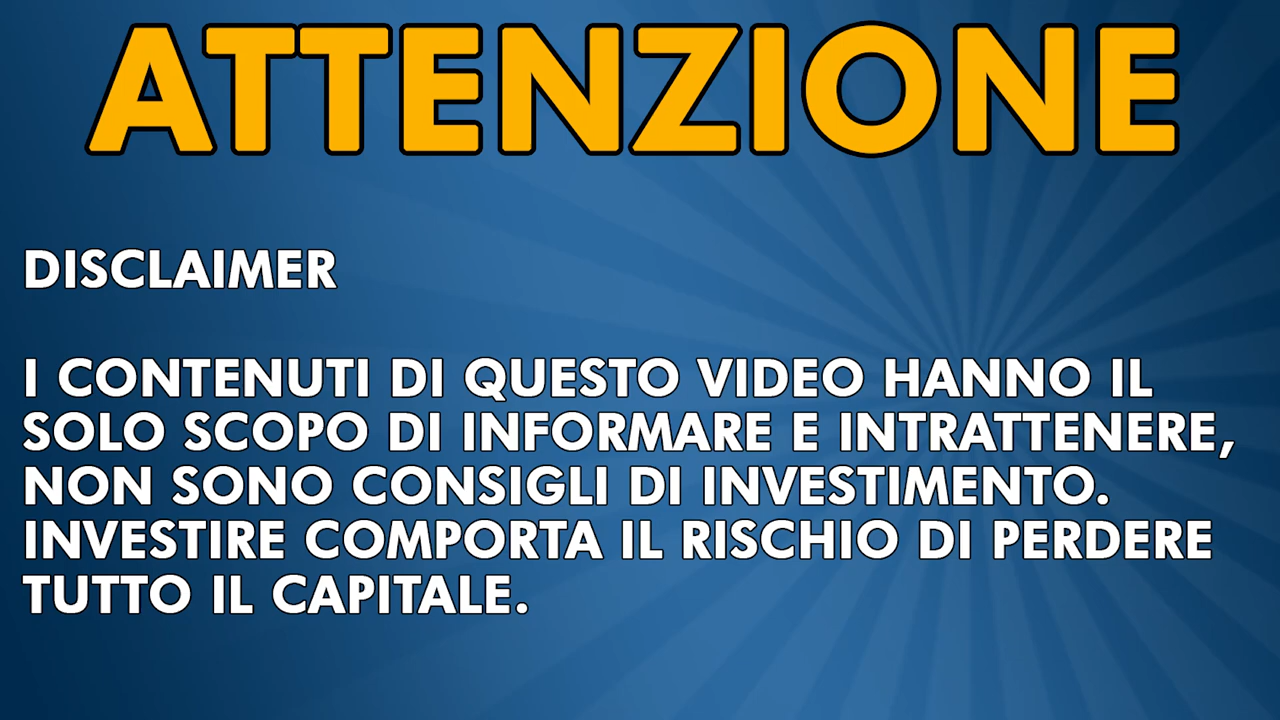 ATTENZIONE
DISCLAIMER
I CONTENUTI DI QUESTO VIDEO HANNO IL
SOLO SCOPO DI INFORMARE E INTRATTENERE,
NON SONO CONSIGLI DI INVESTIMENTO.
INVESTIRE COMPORTA IL RISCHIO DI PERDERE
TUTTO IL CAPITALE.